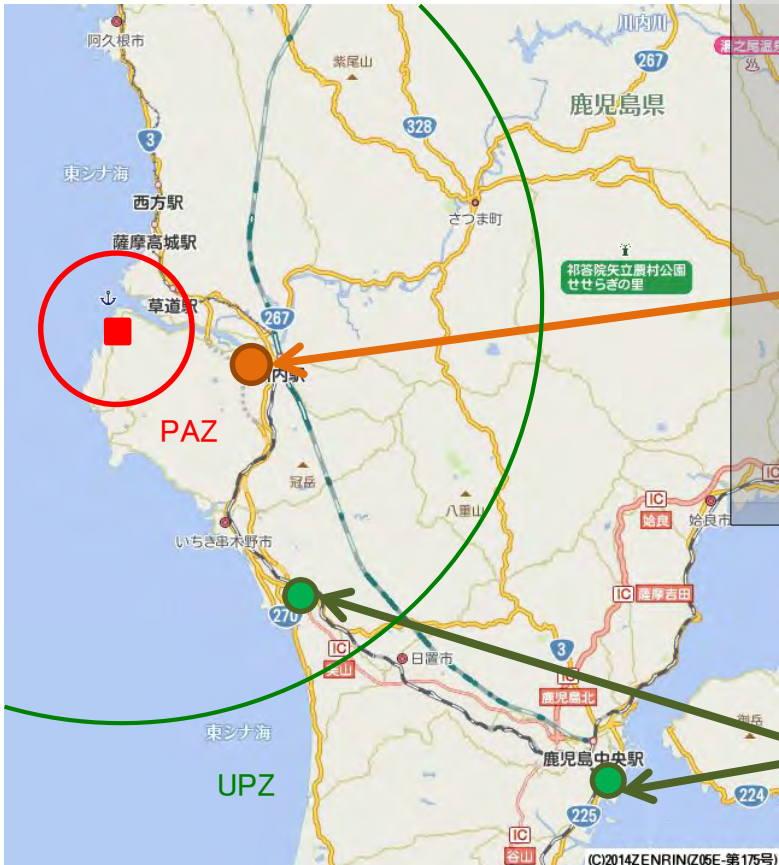 阿久根市
川内川
湯之尾温泉
267
紫尾山
鹿児島県
328
3
東シナ海
西方駅
さつま町
薩摩高城駅
祁答院矢立農村公園
せせらぎの里
草道駅
267
内駅
PAZ
冠岳
八重山
IC
IC
姶良
姶良市
いちき串木野市
IC
薩摩吉田
270
IC
美山
日置市
3
IC
鹿児島北
東シナ海
御岳
鹿児島中央駅
UPZ
224
225
IC
谷山
(C)2014ZENRIN(Z05E-第175号)